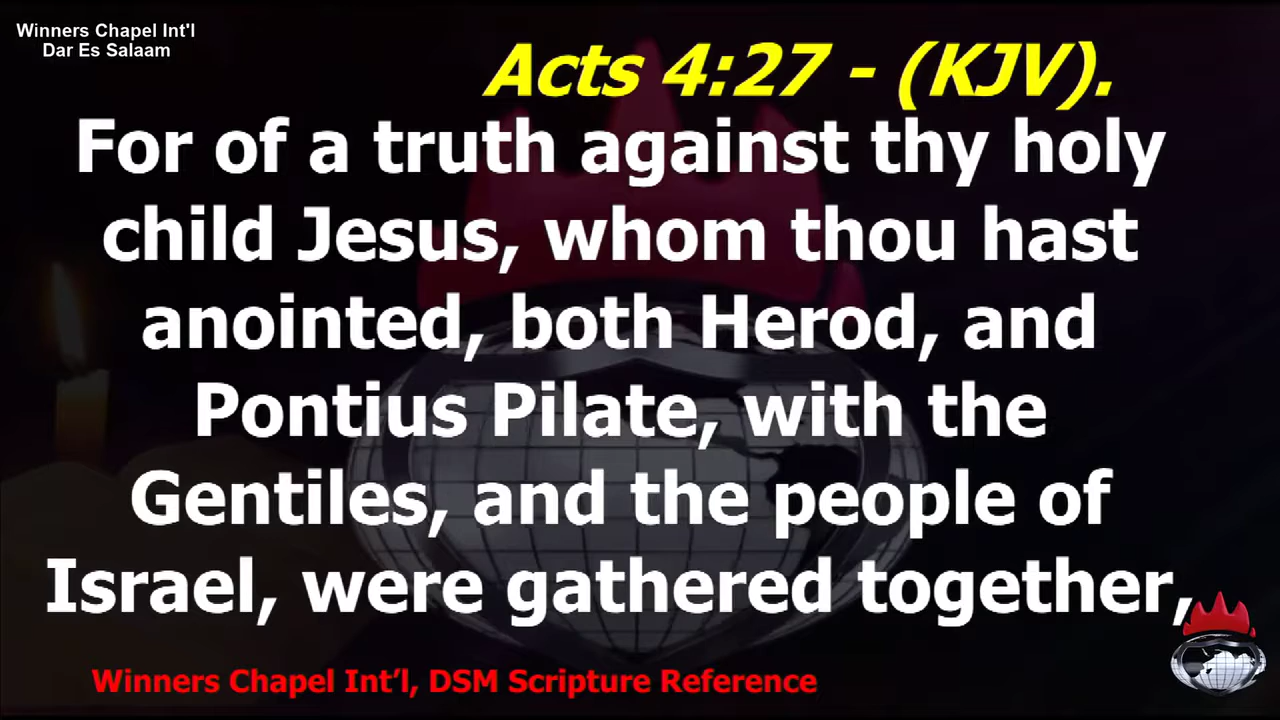 Winners Chapel Int'l
Dar Es Salaam
Acts 4:27 - (KJV).
For of a truth against thy holy
child Jesus, whom thou hast
anointed, both Herod, and
Pontius Pilate, with the
Gentiles, and the people of
Israel, were gathered together,
Winners Chapel Int’l, DSM Scripture Reference